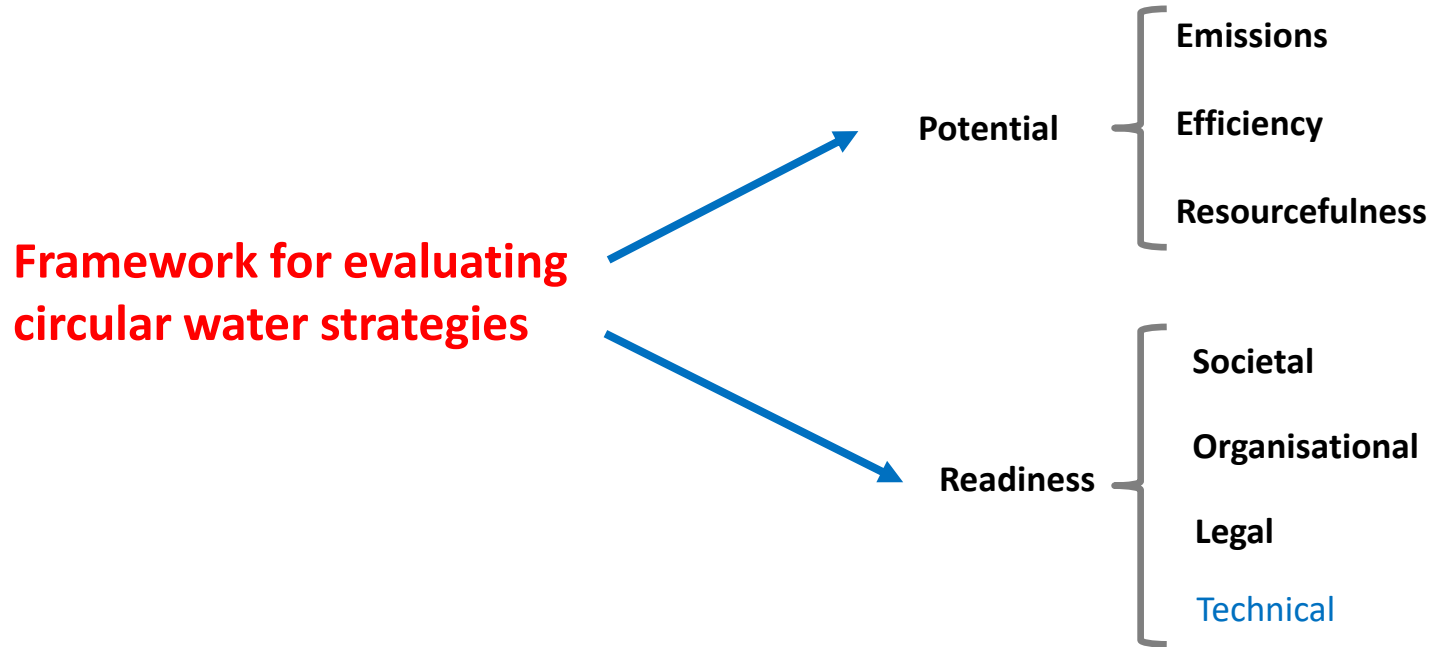 Framework for evaluating
circular water strategies
Potential
Emissions
Efficiency
Resourcefulness
Readiness
Societal
Organisational
Legal
Technical